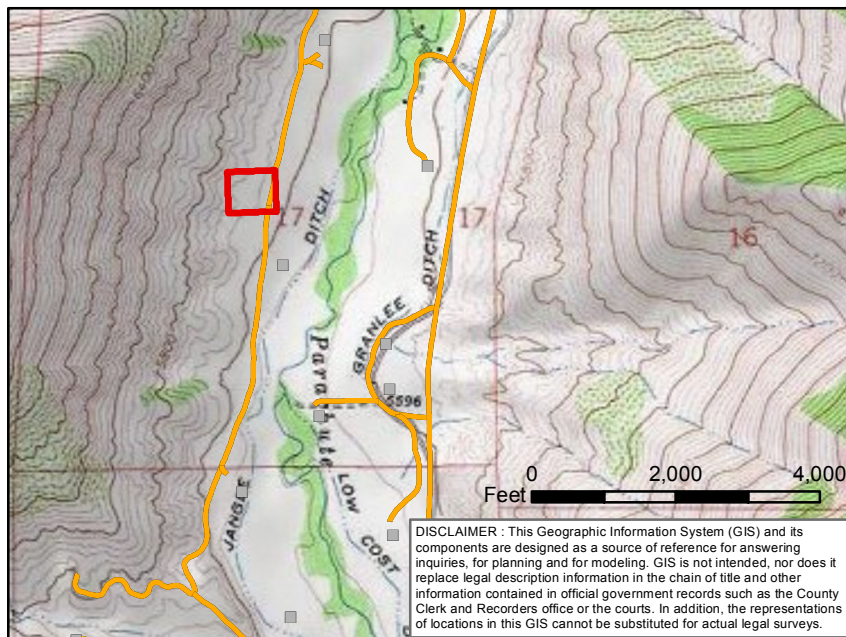 6200
17
DITCH
17
DITCH
16
GRANLEE
5800
Parachute
5596
JANGLE
LOW COST
0 2,000 4,000
Feet
DISCLAIMER : This Geographic Information System (GIS) and its
components are designed as a source of reference for answering
inquiries, for planning and for modeling. GIS is not intended, nor does it
replace legal description information in the chain of title and other
information contained in official government records such as the County
Clerk and Recorders office or the courts. In addition, the representations
of locations in this GIS cannot be substituted for actual legal surveys.